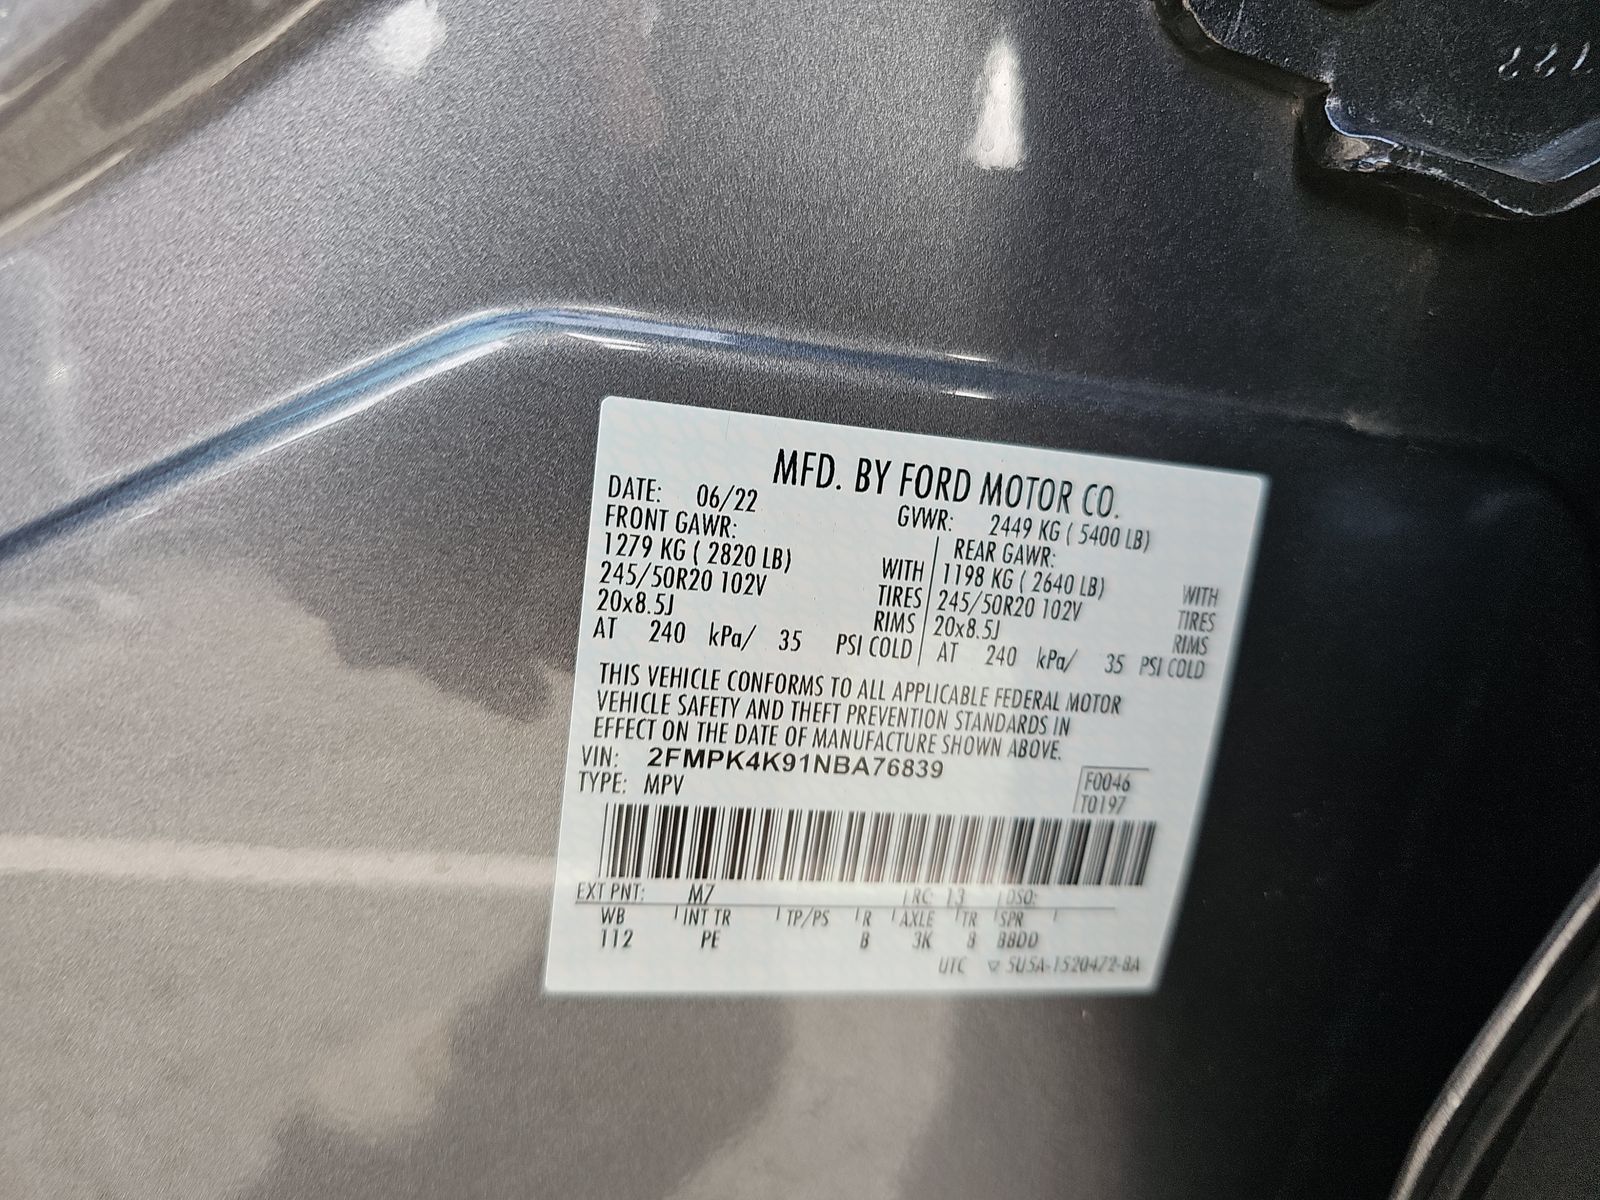 MFD. BY FORD MOTOR CO.
DATE: 06/22 GVWR: 2449 KG ( 5400 LB)
FRONT GAWR: REAR GAWR:
1279 KG ( 2820 LB) WITH 1198 KG ( 2640 LB) WITH
245/50R20 102V TIRES 245/50R20 102V TIRES
20x8.5J RIMS 20x8.5J RIMS
AT 240 kPa/ 35 PSI COLD AT 240 kPa/ 35 PSI COLD
THIS VEHICLE CONFORMS TO ALL APPLICABLE FEDERAL MOTOR
VEHICLE SAFETY AND THEFT PREVENTION STANDARDS IN
EFFECT ON THE DATE OF MANUFACTURE SHOWN ABOVE.
VIN: 2FMPK4K91NBA76839
TYPE: MPV
F0046
T0197
EXT PNT: M7 RC: 13 DSO:
WB INT TR TP/PS R AXLE TR SPR
112 PE B 3K 8 BBDD
UTC 5U5A-1520472-BA